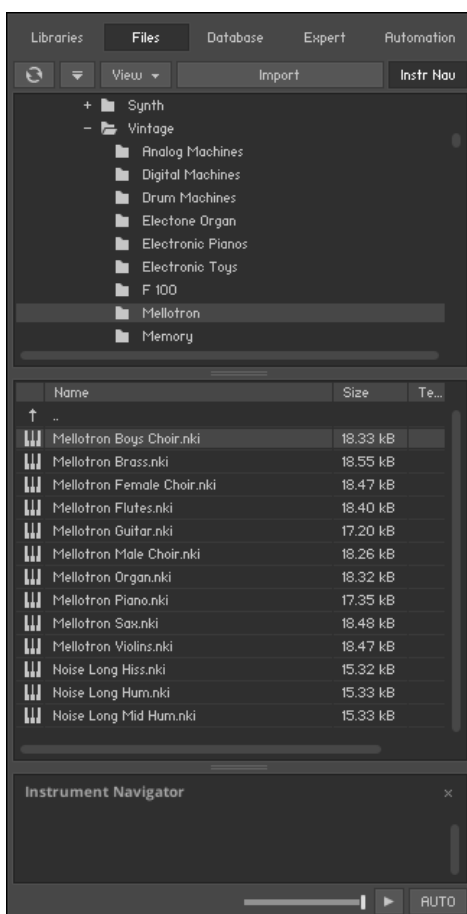 Libraries Files Database Expert Automation
View Import Instr Nav
+ Synth
- Vintage
Analog Machines
Digital Machines
Drum Machines
Electone Organ
Electronic Pianos
Electronic Toys
F 100
Mellotron
Memory
Name Size Te...
..
Mellotron Boys Choir.nki 18.33 kB
Mellotron Brass.nki 18.55 kB
Mellotron Female Choir.nki 18.47 kB
Mellotron Flutes.nki 18.40 kB
Mellotron Guitar.nki 17.20 kB
Mellotron Male Choir.nki 18.26 kB
Mellotron Organ.nki 18.32 kB
Mellotron Piano.nki 17.35 kB
Mellotron Sax.nki 18.48 kB
Mellotron Violins.nki 18.47 kB
Noise Long Hiss.nki 15.32 kB
Noise Long Hum.nki 15.33 kB
Noise Long Mid Hum.nki 15.33 kB
Instrument Navigator ×
AUTO